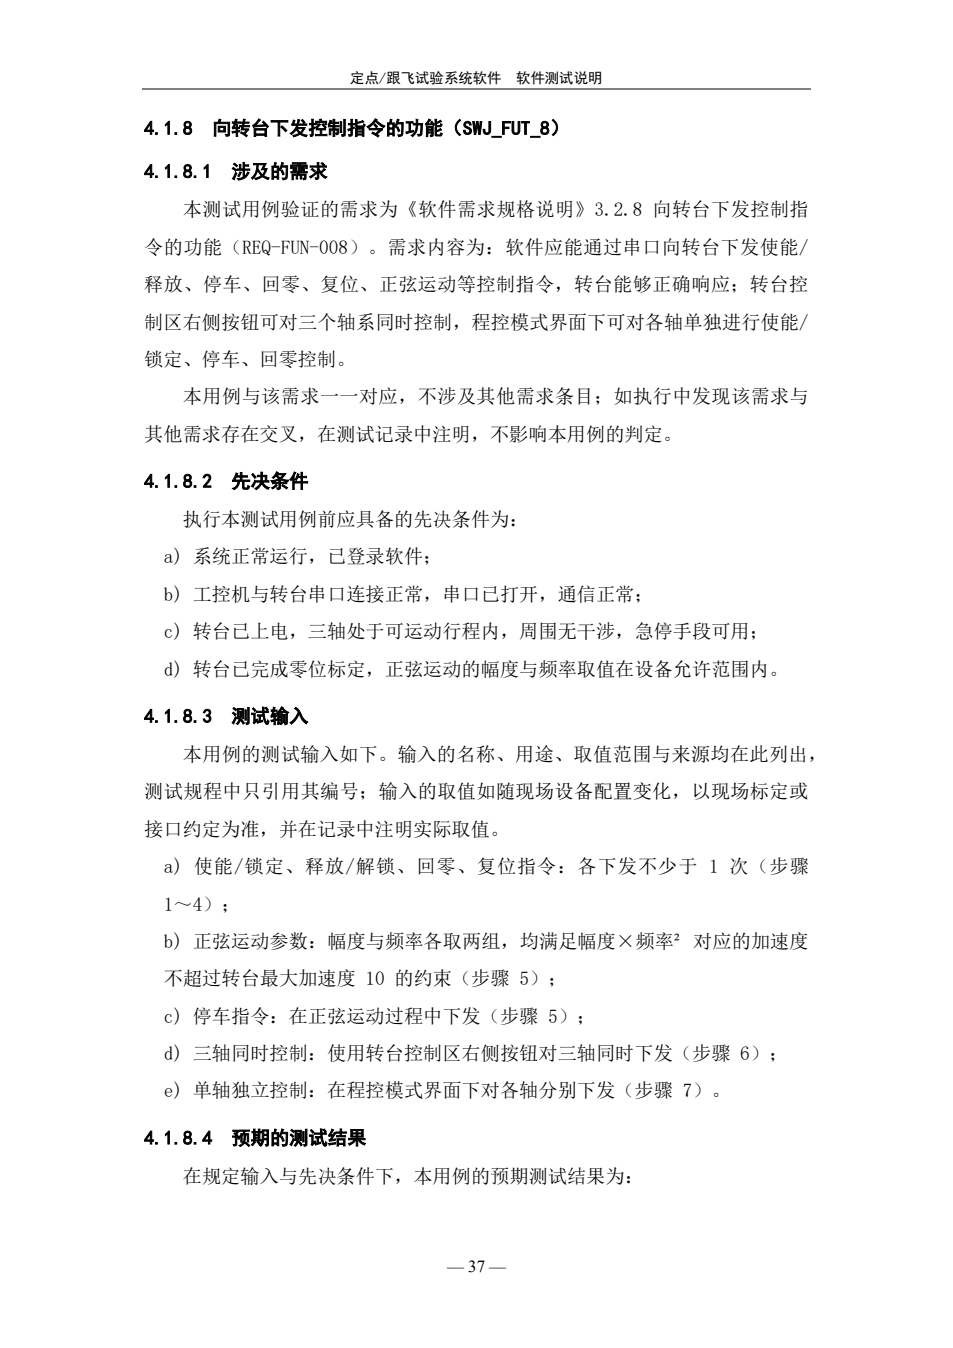 定点/跟飞试验系统软件　软件测试说明
4.1.8　向转台下发控制指令的功能（SWJ_FUT_8）
4.1.8.1　涉及的需求
本测试用例验证的需求为《软件需求规格说明》3.2.8 向转台下发控制指
令的功能（REQ-FUN-008）。需求内容为：软件应能通过串口向转台下发使能/
释放、停车、回零、复位、正弦运动等控制指令，转台能够正确响应；转台控
制区右侧按钮可对三个轴系同时控制，程控模式界面下可对各轴单独进行使能/
锁定、停车、回零控制。
本用例与该需求一一对应，不涉及其他需求条目；如执行中发现该需求与
其他需求存在交叉，在测试记录中注明，不影响本用例的判定。
4.1.8.2　先决条件
执行本测试用例前应具备的先决条件为：
a）系统正常运行，已登录软件；
b）工控机与转台串口连接正常，串口已打开，通信正常；
c）转台已上电，三轴处于可运动行程内，周围无干涉，急停手段可用；
d）转台已完成零位标定，正弦运动的幅度与频率取值在设备允许范围内。
4.1.8.3　测试输入
本用例的测试输入如下。输入的名称、用途、取值范围与来源均在此列出，
测试规程中只引用其编号；输入的取值如随现场设备配置变化，以现场标定或
接口约定为准，并在记录中注明实际取值。
a）使能/锁定、释放/解锁、回零、复位指令：各下发不少于 1 次（步骤
1～4）；
b）正弦运动参数：幅度与频率各取两组，均满足幅度×频率² 对应的加速度
不超过转台最大加速度 10 的约束（步骤 5）；
c）停车指令：在正弦运动过程中下发（步骤 5）；
d）三轴同时控制：使用转台控制区右侧按钮对三轴同时下发（步骤 6）；
e）单轴独立控制：在程控模式界面下对各轴分别下发（步骤 7）。
4.1.8.4　预期的测试结果
在规定输入与先决条件下，本用例的预期测试结果为：
— 37 —